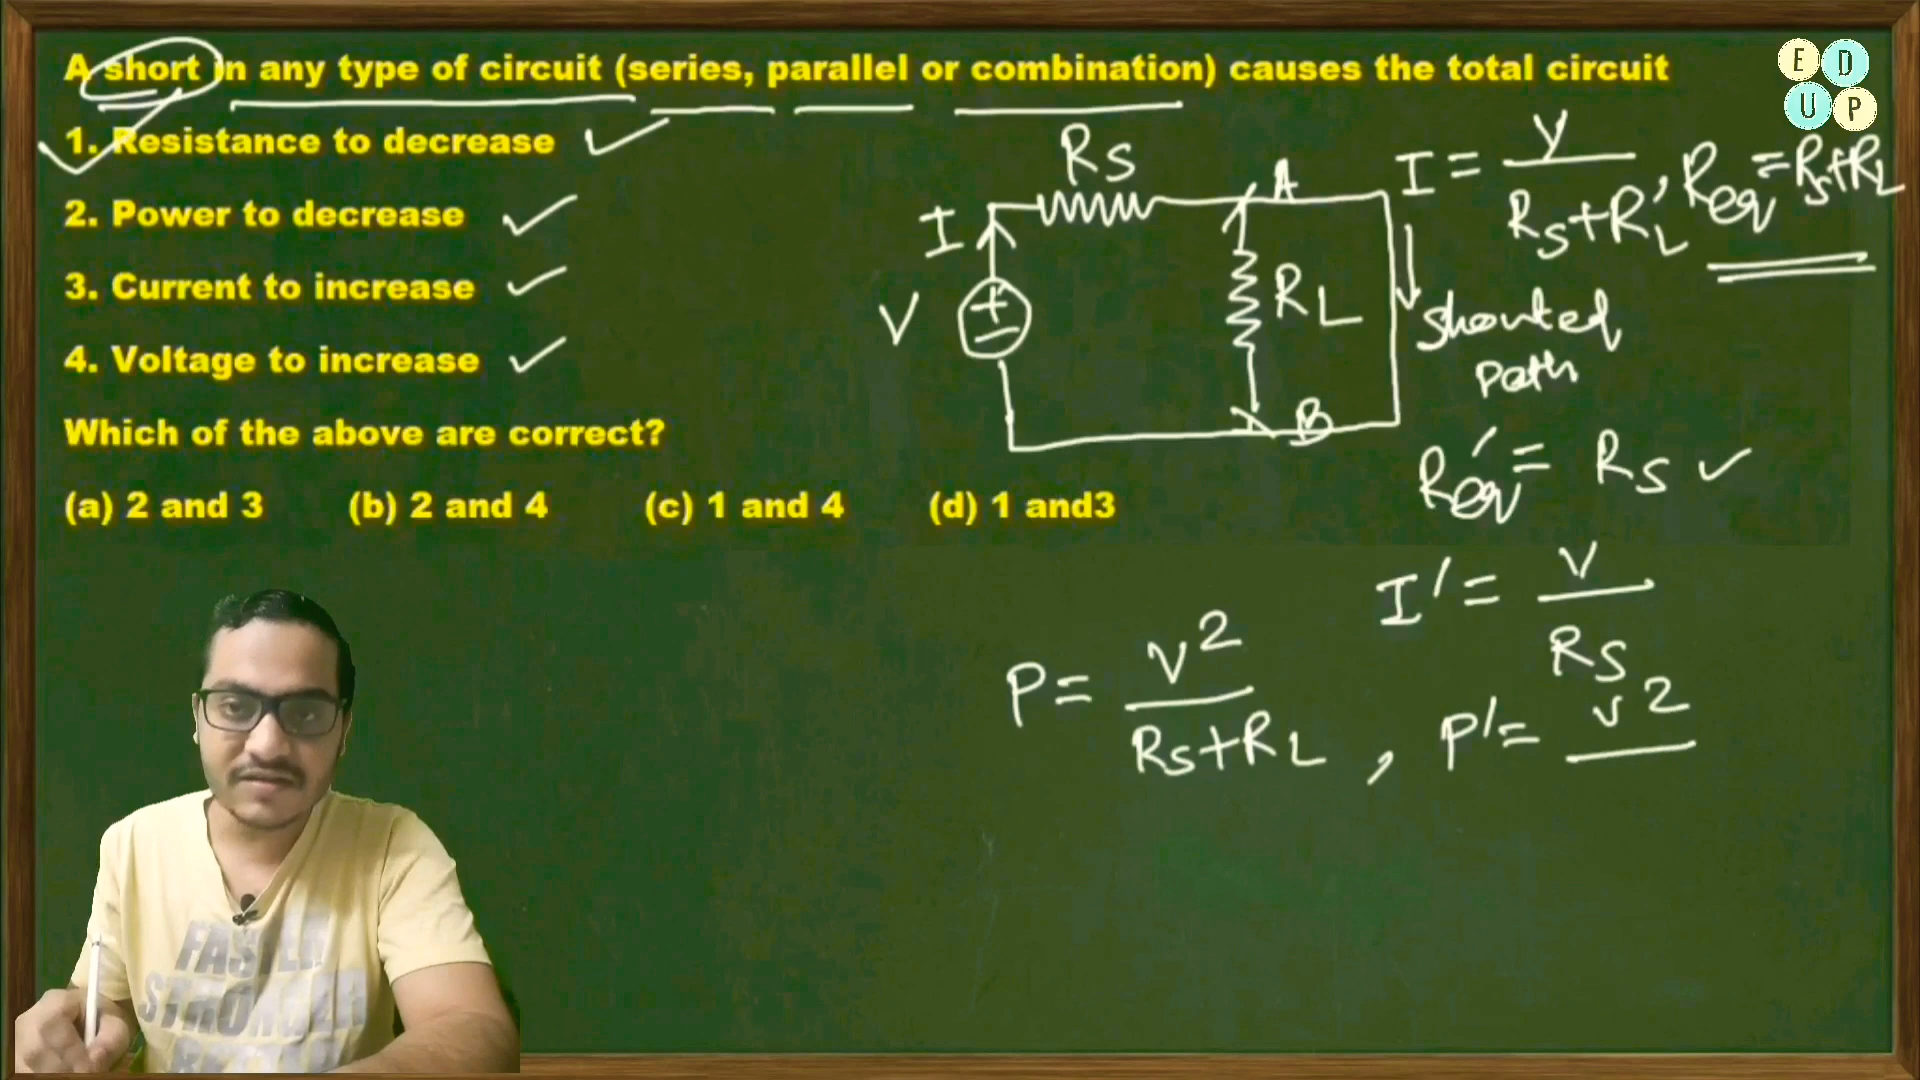 A short in any type of circuit (series, parallel or combination) causes the total circuit
1. Resistance to decrease
2. Power to decrease
3. Current to increase
4. Voltage to increase
Which of the above are correct?
(a) 2 and 3 (b) 2 and 4 (c) 1 and 4 (d) 1 and3
E D
U P
RS
A
I
V
RL
B
I = V / RS+RL, Req = RS+RL
Shorted
Path
Req' = RS
I' = V / RS
P = V² / RS+RL, P' = V²
FASTER
STRONGER